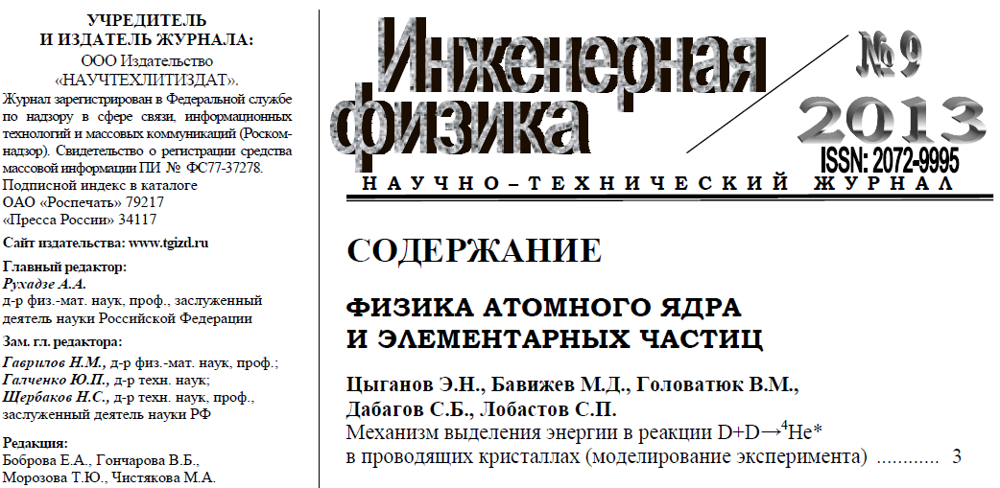 УЧРЕДИТЕЛЬ
И ИЗДАТЕЛЬ ЖУРНАЛА:
ООО Издательство
«НАУЧТЕХЛИТИЗДАТ».
Журнал зарегистрирован в Федеральной службе
по надзору в сфере связи, информационных
технологий и массовых коммуникаций (Роском-
надзор). Свидетельство о регистрации средства
массовой информации ПИ № ФС77-37278.
Подписной индекс в каталоге
ОАО «Роспечать» 79217
«Пресса России» 34117
Сайт издательства: www.tgizd.ru
Главный редактор:
Рухадзе А.А.
д-р физ.-мат. наук, проф., заслуженный
деятель науки Российской Федерации
Зам. гл. редактора:
Гаврилов Н.М., д-р физ.-мат. наук, проф.;
Галченко Ю.П., д-р техн. наук;
Щербаков Н.С., д-р техн. наук, проф.,
заслуженный деятель науки РФ
Редакция:
Боброва Е.А., Гончарова В.Б.,
Морозова Т.Ю., Чистякова М.А.
Инженерная
физика
№ 9
2013
ISSN: 2072-9995
НАУЧНО-ТЕХНИЧЕСКИЙ ЖУРНАЛ
СОДЕРЖАНИЕ
ФИЗИКА АТОМНОГО ЯДРА
И ЭЛЕМЕНТАРНЫХ ЧАСТИЦ
Цыганов Э.Н., Бавижев М.Д., Головатюк В.М.,
Дабагов С.Б., Лобастов С.П.
Механизм выделения энергии в реакции D+D→⁴He*
в проводящих кристаллах (моделирование эксперимента) ............ 3